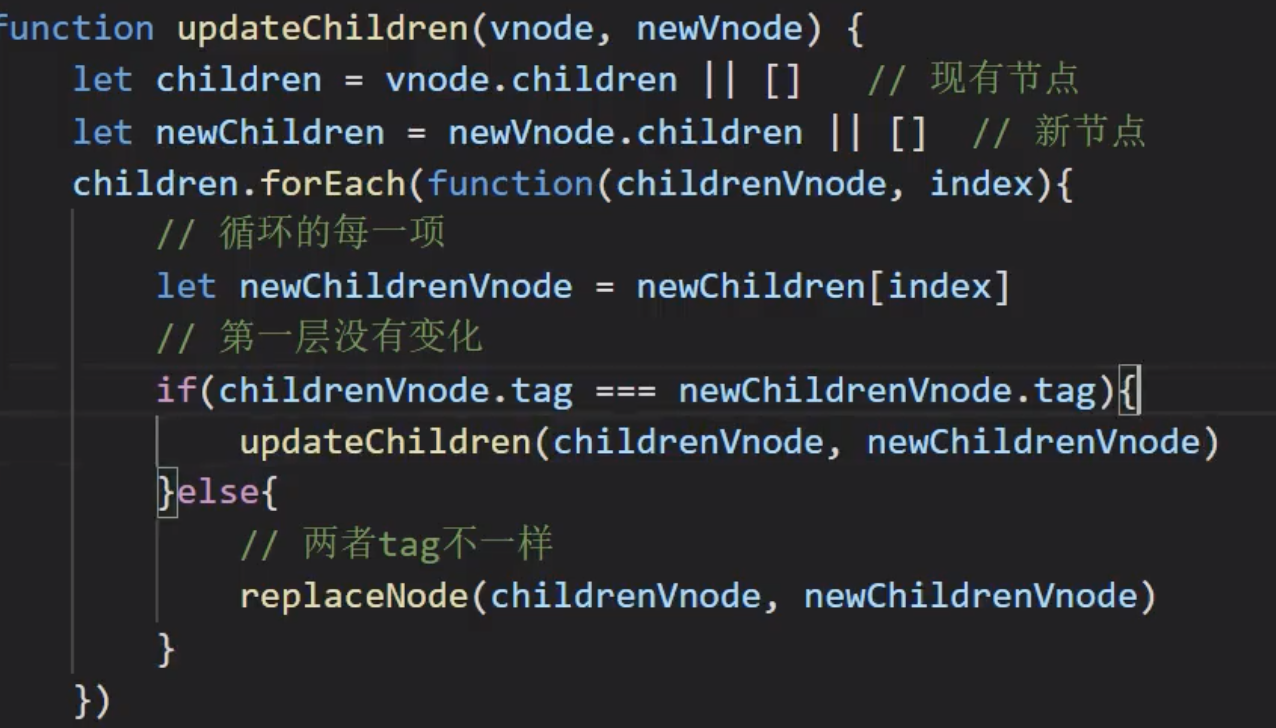 function updateChildren(vnode, newVnode) {
let children = vnode.children || [] // 现有节点
let newChildren = newVnode.children || [] // 新节点
children.forEach(function(childrenVnode, index){
// 循环的每一项
let newChildrenVnode = newChildren[index]
// 第一层没有变化
if(childrenVnode.tag === newChildrenVnode.tag){
updateChildren(childrenVnode, newChildrenVnode)
}else{
// 两者tag不一样
replaceNode(childrenVnode, newChildrenVnode)
}
})